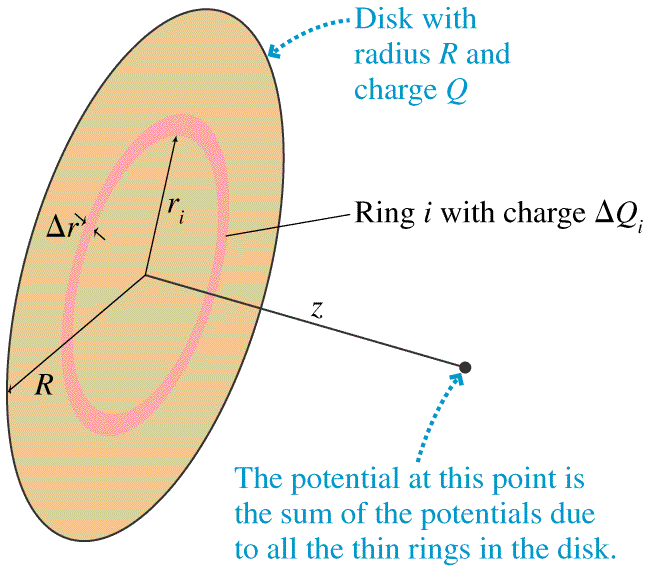 Disk with
radius R and
charge Q
r_i
Δr
Ring i with charge ΔQ_i
z
R
The potential at this point is
the sum of the potentials due
to all the thin rings in the disk.